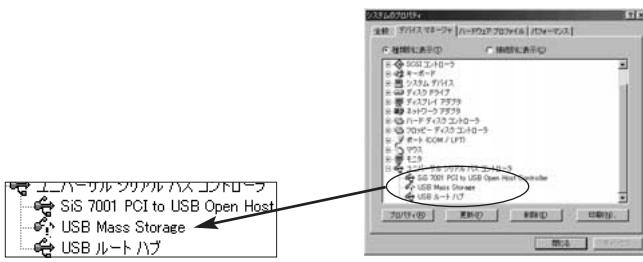 ユニバーサル シリアル バス コントローラ
SiS 7001 PCI to USB Open Host
USB Mass Storage
USB ルート ハブ
システムのプロパティ
全般
デバイス マネージャ
ハードウェア プロファイル
パフォーマンス
種類別に表示(T)
接続別に表示(C)
SCSI コントローラ
キーボード
システム デバイス
ディスク ドライブ
ディスプレイ アダプタ
ネットワーク アダプタ
ハード ディスク コントローラ
フロッピー ディスク コントローラ
ポート (COM / LPT)
マウス
モニタ
ユニバーサル シリアル バス コントローラ
SiS 7001 PCI to USB Open Host Controller
USB Mass Storage
USB ルート ハブ
プロパティ(R)
更新(F)
削除(E)
印刷(N)...
閉じる
キャンセル